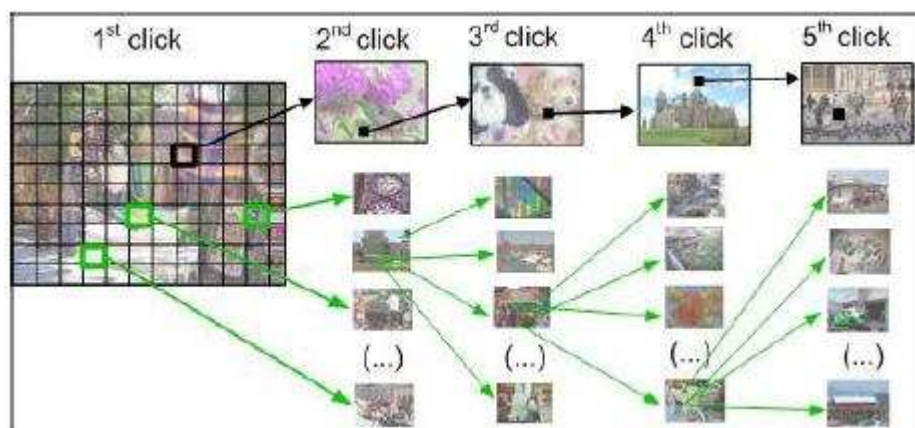 1st click
2nd click
3rd click
4th click
5th click
(...)
(...)
(...)
(...)